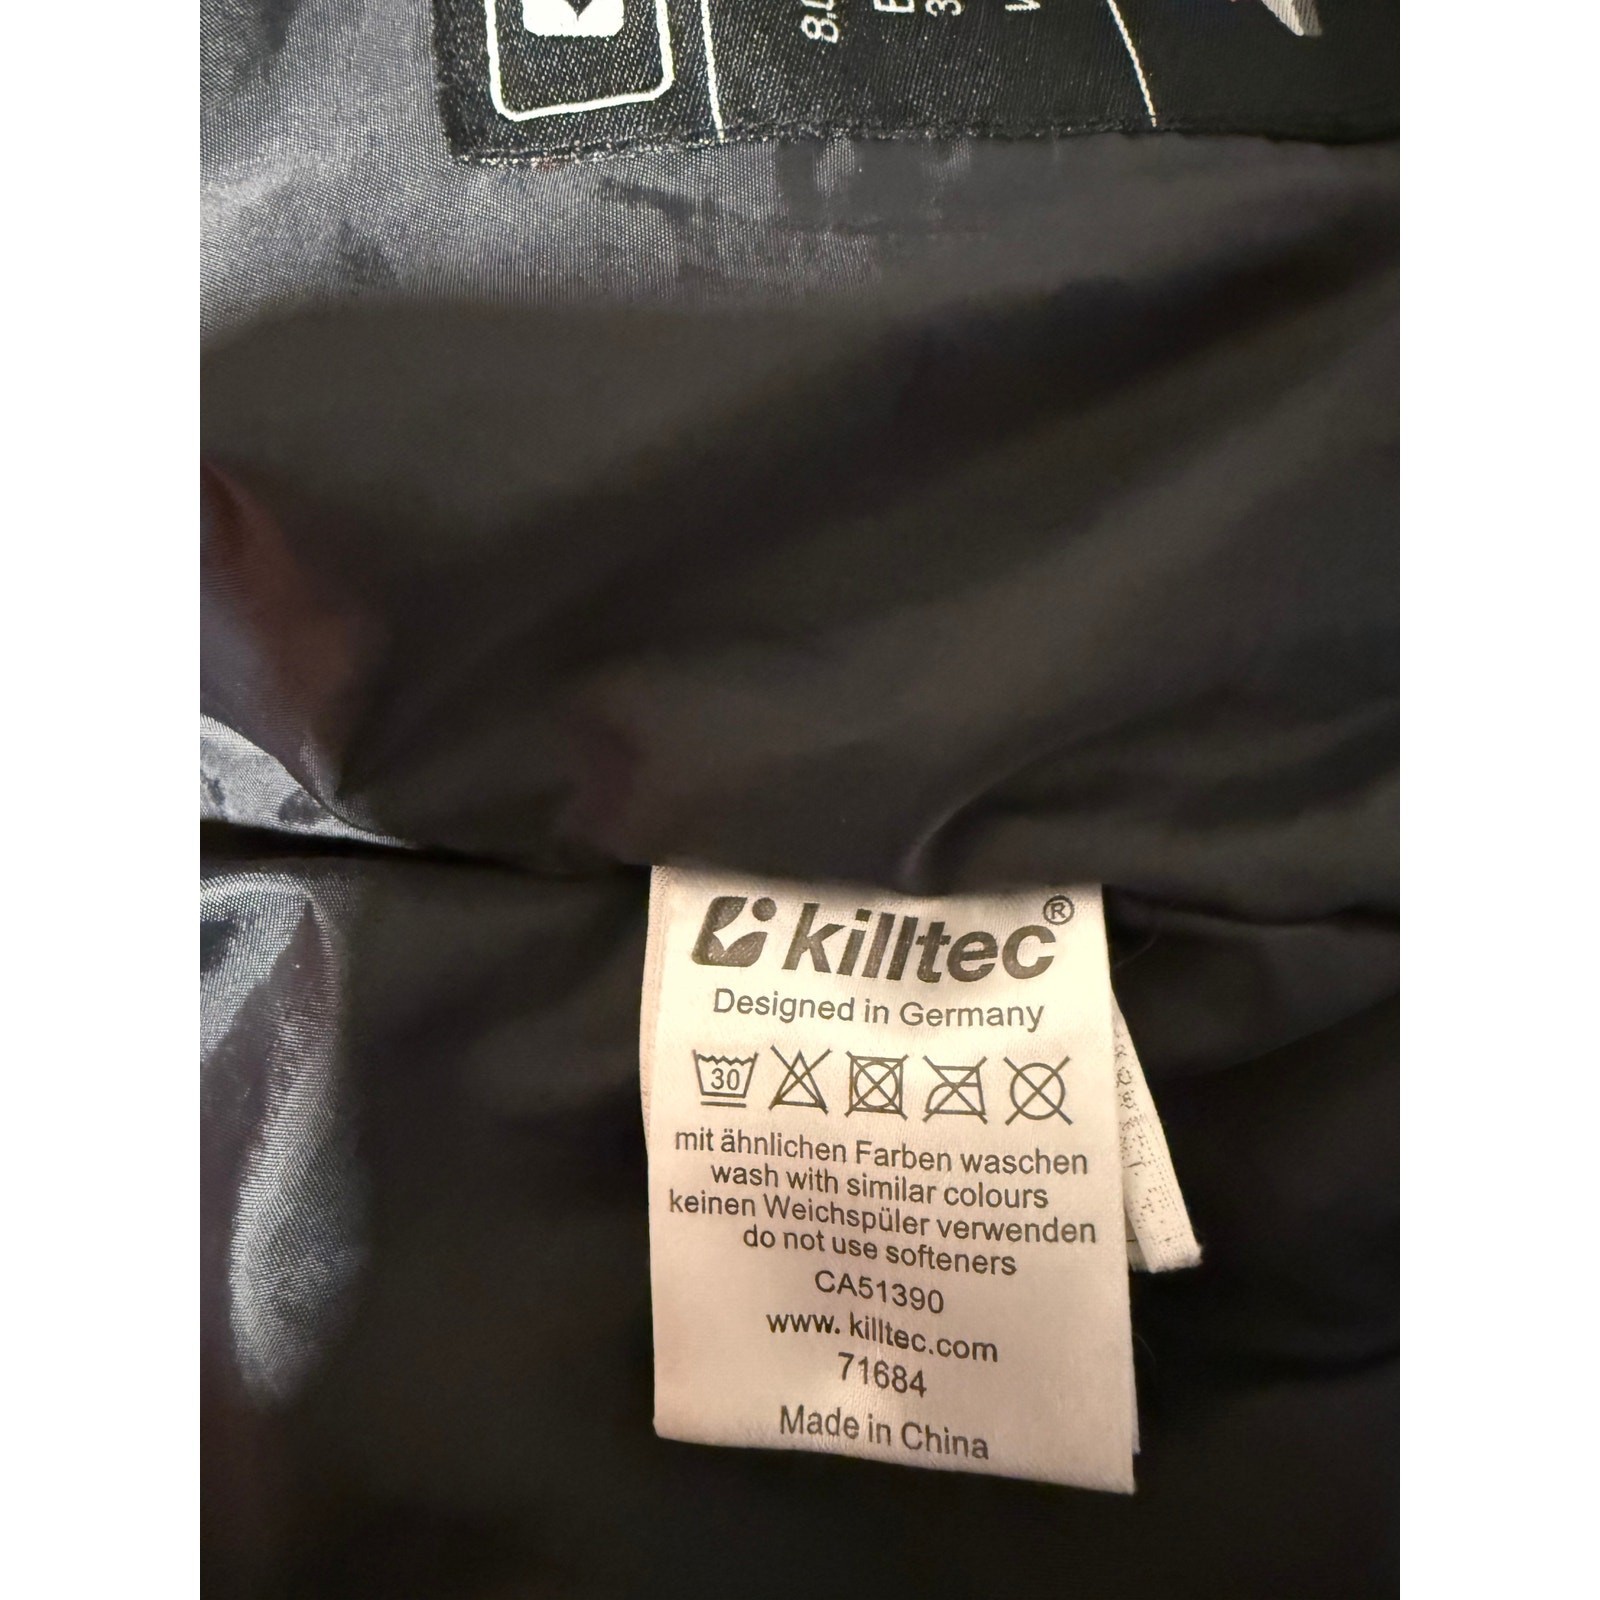 killtec®
Designed in Germany
30
mit ähnlichen Farben waschen
wash with similar colours
keinen Weichspüler verwenden
do not use softeners
CA51390
www. killtec.com
71684
Made in China